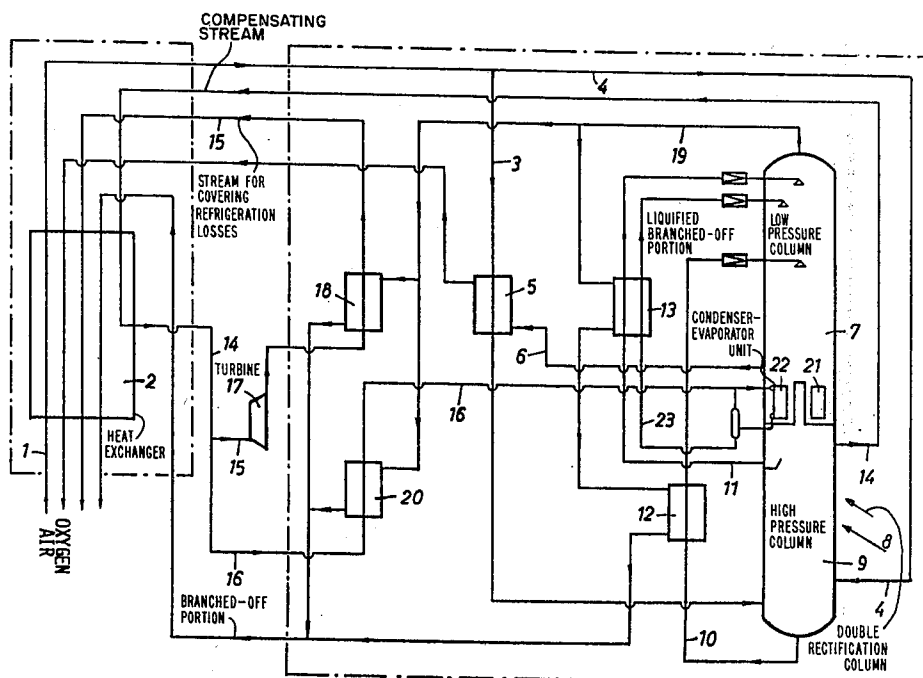 COMPENSATING
STREAM
4
15
19
3
STREAM FOR
COVERING
REFRIGERATION
LOSSES
LIQUIFIED
BRANCHED-OFF
PORTION
LOW
PRESSURE
COLUMN
18
5
13
7
6
CONDENSER-
EVAPORATOR
UNIT
14
TURBINE
17
2
16
22
21
23
HEAT
EXCHANGER
1
15
11
14
20
12
HIGH
PRESSURE
COLUMN
8
9
OXYGEN
AIR
16
4
BRANCHED-OFF
PORTION
10
DOUBLE
RECTIFICATION
COLUMN